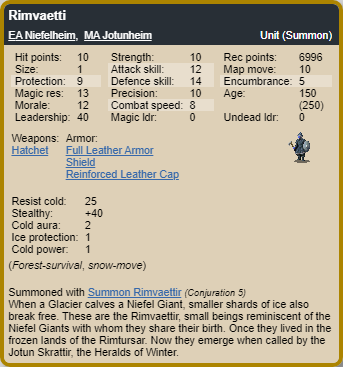 Rimvaetti
EA Niefelheim, MA Jotunheim Unit (Summon)
Hit points: 10 Strength: 10 Rec points: 6996
Size: 1 Attack skill: 12 Map move: 10
Protection: 9 Defence skill: 14 Encumbrance: 5
Magic res: 13 Precision: 10 Age: 150
Morale: 12 Combat speed: 8 (250)
Leadership: 40 Magic ldr: 0 Undead ldr: 0
Weapons: Armor:
Hatchet Full Leather Armor
Shield
Reinforced Leather Cap
Resist cold: 25
Stealthy: +40
Cold aura: 2
Ice protection: 1
Cold power: 1
(Forest-survival, snow-move)
Summoned with Summon Rimvaettir (Conjuration 5)
When a Glacier calves a Niefel Giant, smaller shards of ice also
break free. These are the Rimvaettir, small beings reminiscent of the
Niefel Giants with whom they share their birth. Once they lived in the
frozen lands of the Rimtursar. Now they emerge when called by the
Jotun Skrattir, the Heralds of Winter.